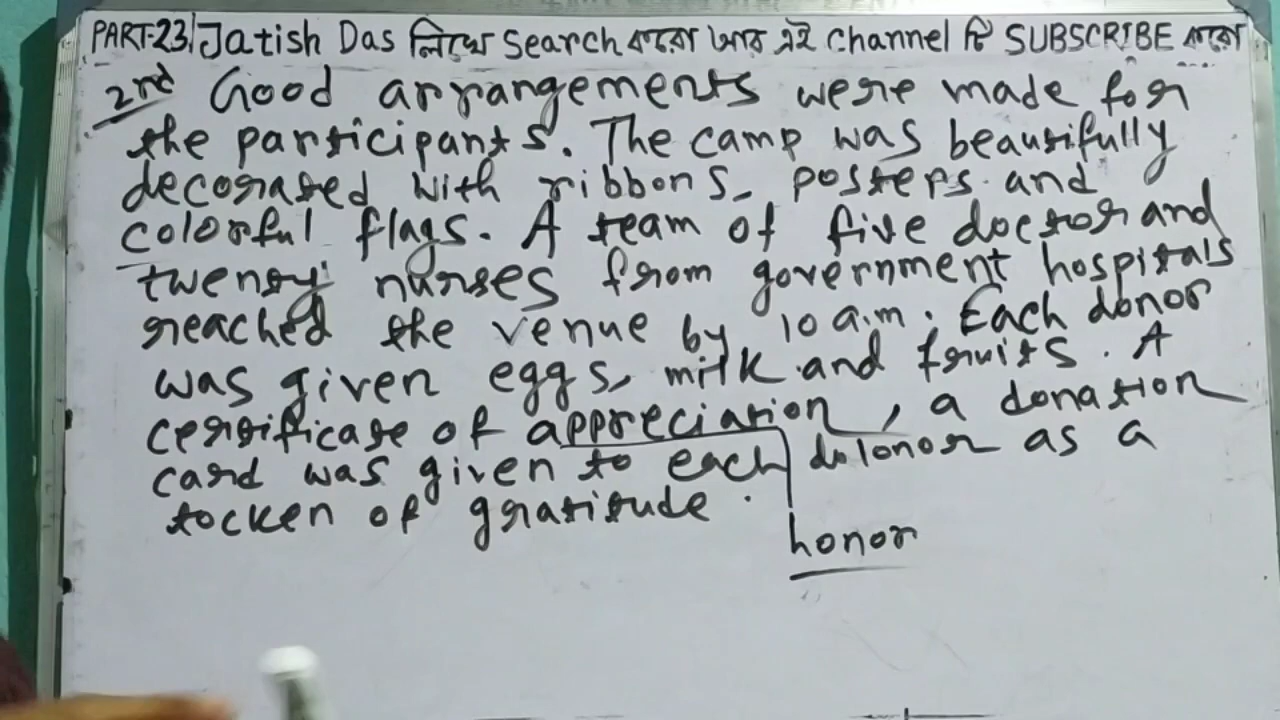 PART-23| Jatish Das লিখে Search করো আর এই channel টি SUBSCRIBE করো
2nd Good arrangements were made for
the participants. The camp was beautifully
decorated with ribbons, posters and
colorful flags. A team of five doctor and
twenty nurses from government hospitals
reached the venue by 10 a.m. Each donor
was given eggs, milk and fruits. A
certificate of appreciation, a donation
card was given to each dolonor as a
tocken of gratitude.
honor